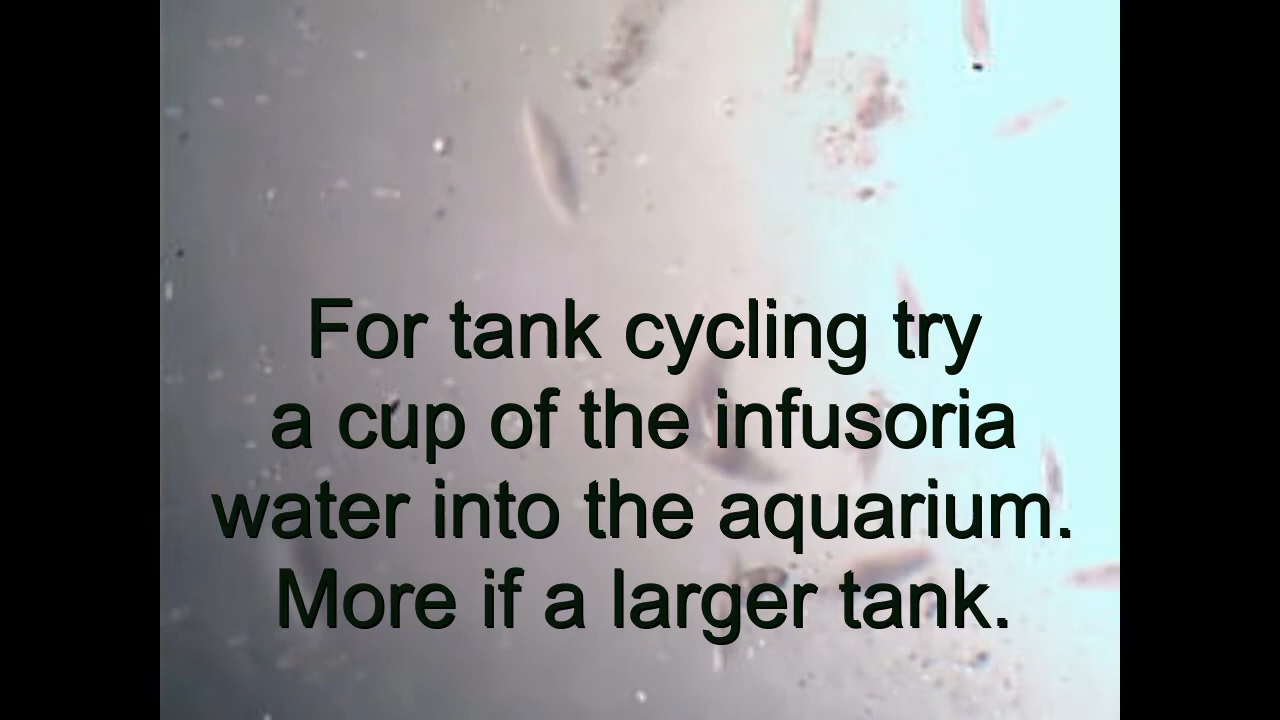 For tank cycling try
a cup of the infusoria
water into the aquarium.
More if a larger tank.